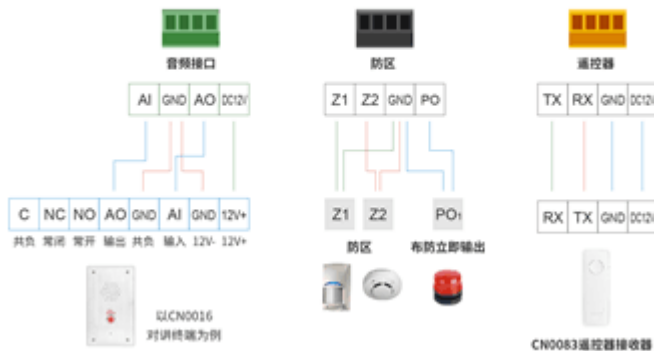 音频接口
防区
遥控器
AI GND AO DC12V
Z1 Z2 GND PO
TX RX GND DC12V
C NC NO AO GND AI GND 12V+
共负 常闭 常开 输出 共负 输入 12V- 12V+
Z1 Z2 PO1
防区 布防立即输出
RX TX GND DC12V
以CN0016
对讲终端为例
CN0083遥控器接收器